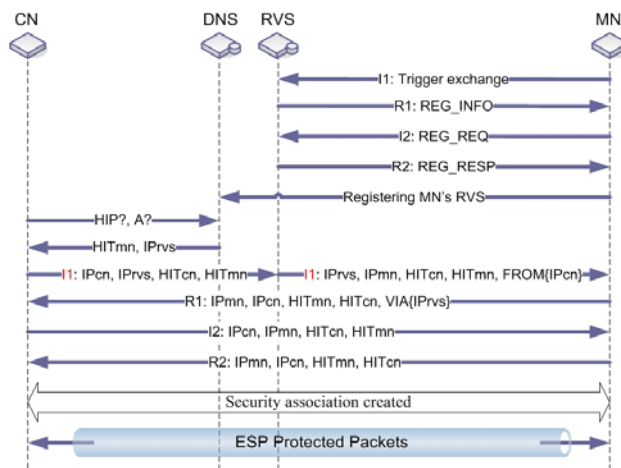 CN DNS RVS MN
I1: Trigger exchange
R1: REG_INFO
I2: REG_REQ
R2: REG_RESP
Registering MN's RVS
HIP?, A?
HITmn, IPrvs
I1: IPcn, IPrvs, HITcn, HITmn I1: IPrvs, IPmn, HITcn, HITmn, FROM{IPcn}
R1: IPmn, IPcn, HITmn, HITcn, VIA{IPrvs}
I2: IPcn, IPmn, HITcn, HITmn
R2: IPmn, IPcn, HITmn, HITcn
Security association created
ESP Protected Packets